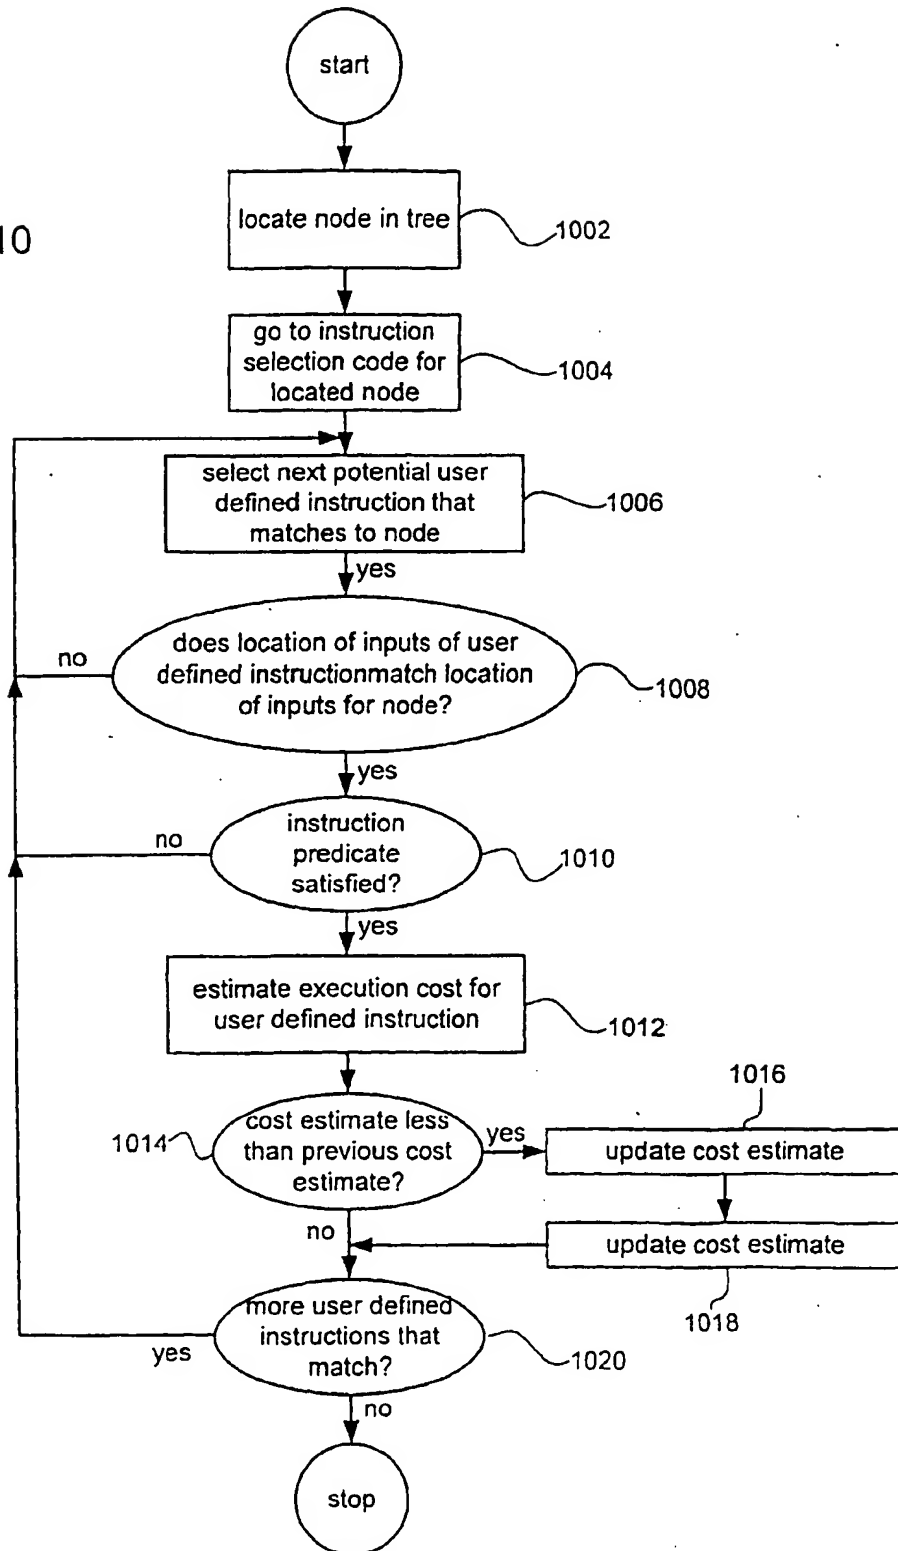 start
locate node in tree
1002
10
go to instruction
selection code for
located node
1004
select next potential user
defined instruction that
matches to node
1006
yes
does location of inputs of user
defined instructionmatch location
of inputs for node?
no
1008
yes
instruction
predicate
satisfied?
no
1010
yes
estimate execution cost for
user defined instruction
1012
cost estimate less
than previous cost
estimate?
1014
yes
1016
update cost estimate
no
update cost estimate
1018
more user defined
instructions that
match?
yes
1020
no
stop